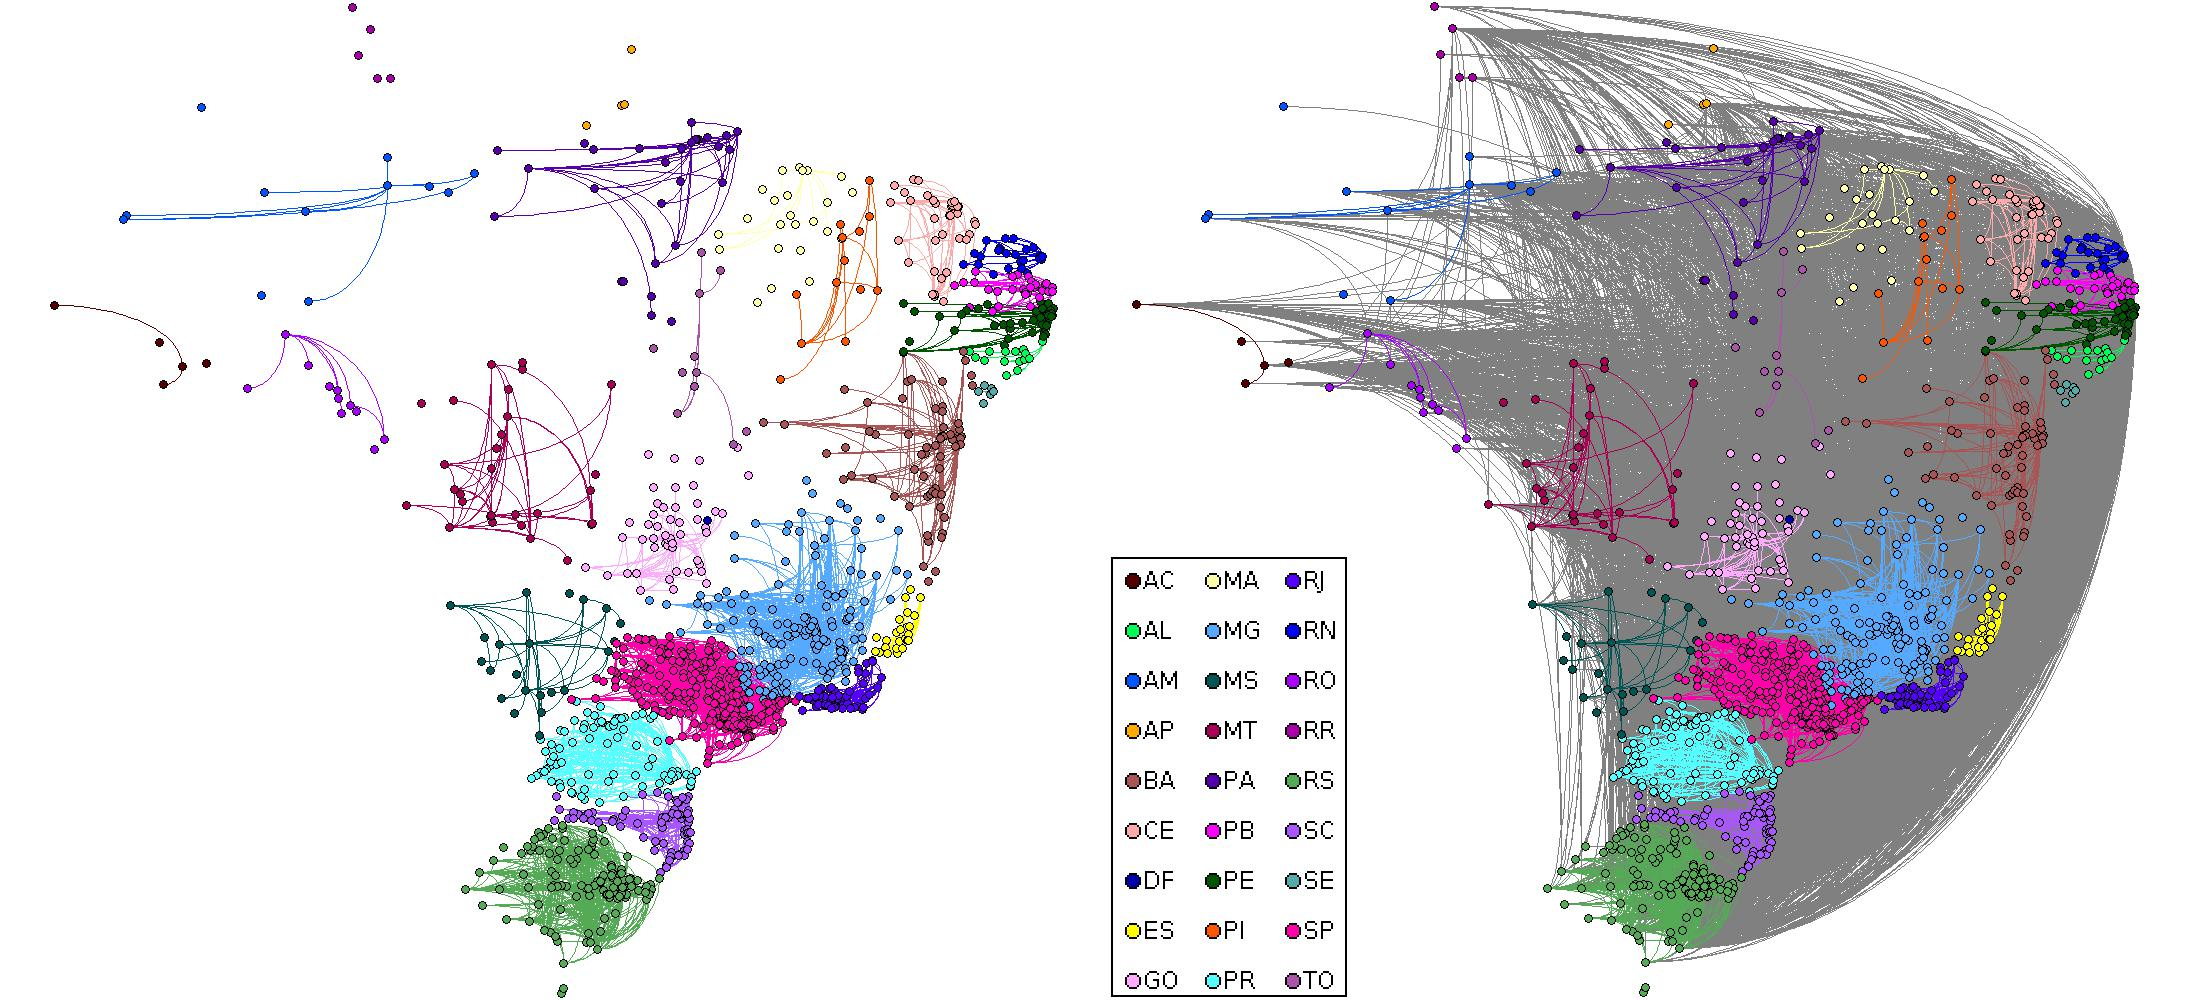 AC MA RJ
AL MG RN
AM MS RO
AP MT RR
BA PA RS
CE PB SC
DF PE SE
ES PI SP
GO PR TO